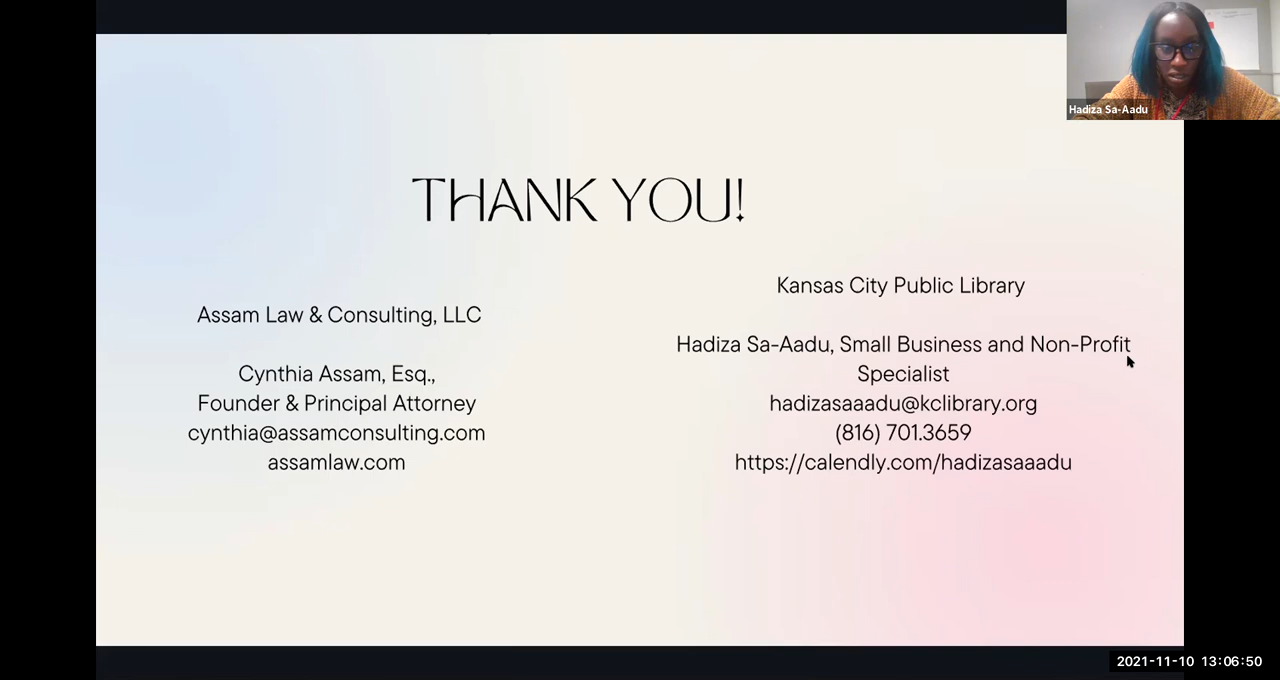 Hadiza Sa-Aadu
THANK YOU!
Assam Law & Consulting, LLC
Cynthia Assam, Esq.,
Founder & Principal Attorney
cynthia@assamconsulting.com
assamlaw.com
Kansas City Public Library
Hadiza Sa-Aadu, Small Business and Non-Profit
Specialist
hadizasaaadu@kclibrary.org
(816) 701.3659
https://calendly.com/hadizasaaadu
2021-11-10 13:06:50